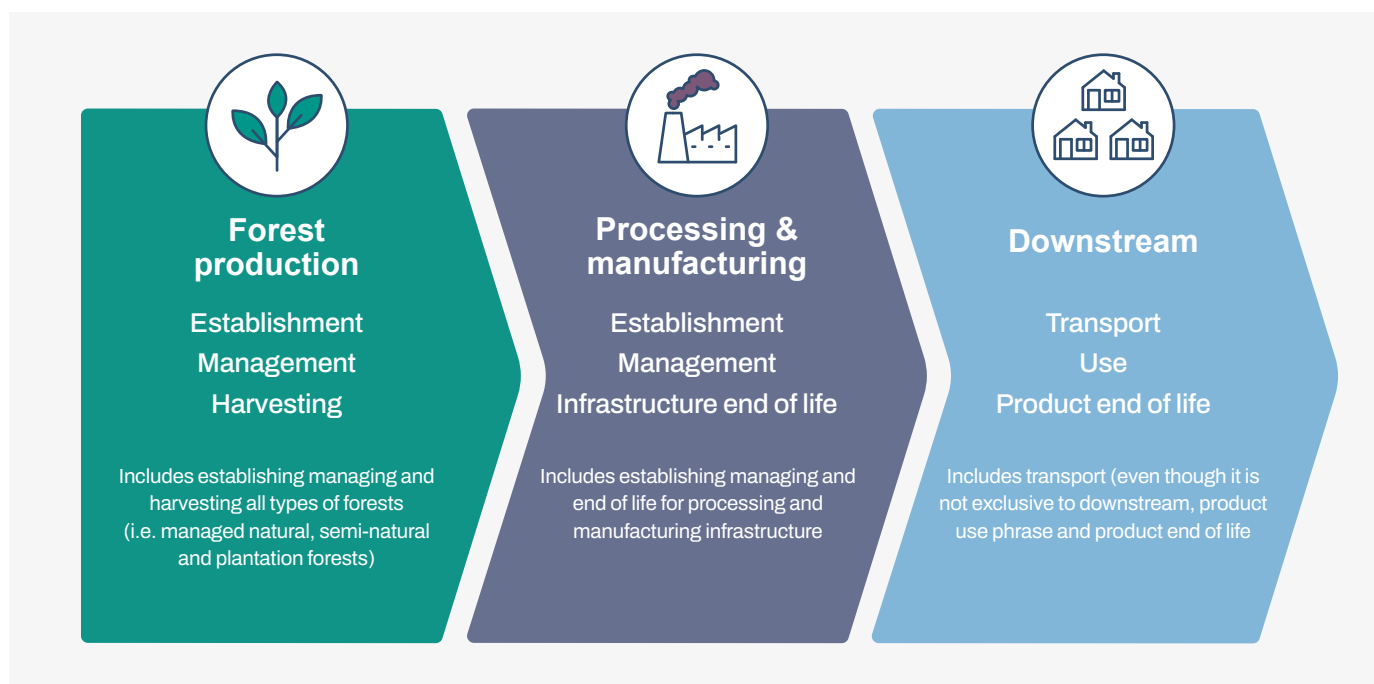 Forest
production
Establishment
Management
Harvesting
Includes establishing managing and
harvesting all types of forests
(i.e. managed natural, semi-natural
and plantation forests)
Processing &
manufacturing
Establishment
Management
Infrastructure end of life
Includes establishing managing and
end of life for processing and
manufacturing infrastructure
Downstream
Transport
Use
Product end of life
Includes transport (even though it is
not exclusive to downstream, product
use phrase and product end of life